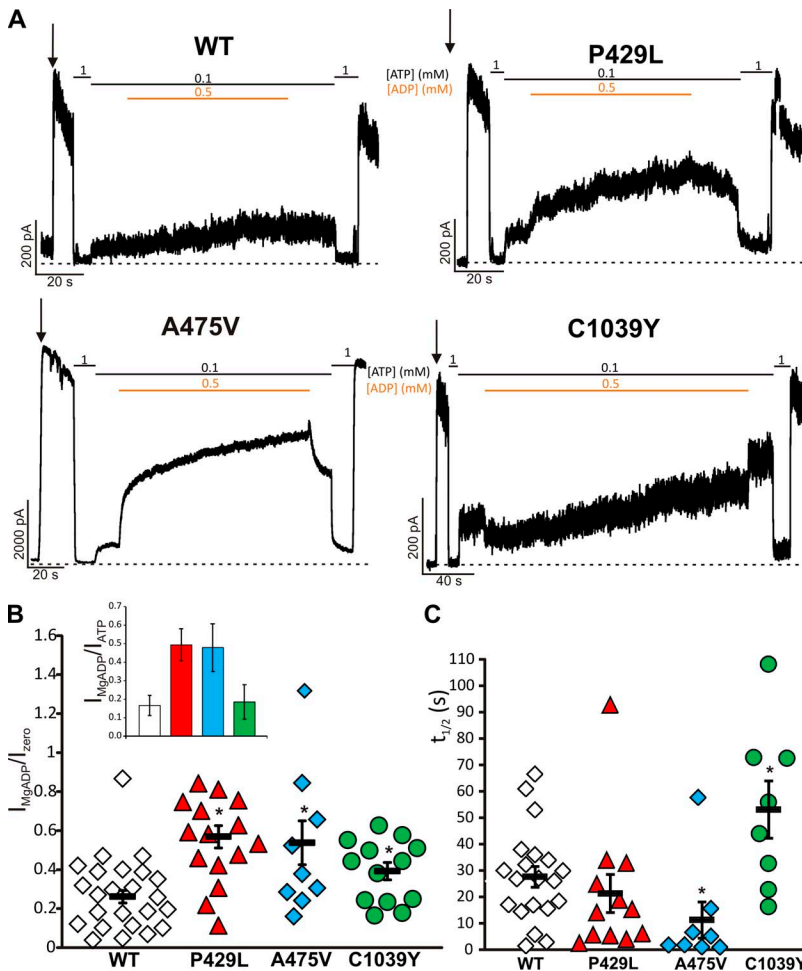 A
WT
1
0.1
1
0.5
200 pA
20 s
P429L
[ATP] (mM)
[ADP] (mM)
1
0.1
1
0.5
200 pA
20 s
A475V
1
0.1
1
0.5
2000 pA
20 s
C1039Y
[ATP] (mM)
[ADP] (mM)
1
0.1
1
0.5
200 pA
40 s
B
I_MgADP/I_zero
1.6
1.4
1.2
1
0.8
0.6
0.4
0.2
0
I_MgADP/I_ATP
0.7
0.6
0.5
0.4
0.3
0.2
0.1
0.0
* * *
WT P429L A475V C1039Y
C
t_1/2 (s)
110
100
90
80
70
60
50
40
30
20
10
0
* *
WT P429L A475V C1039Y